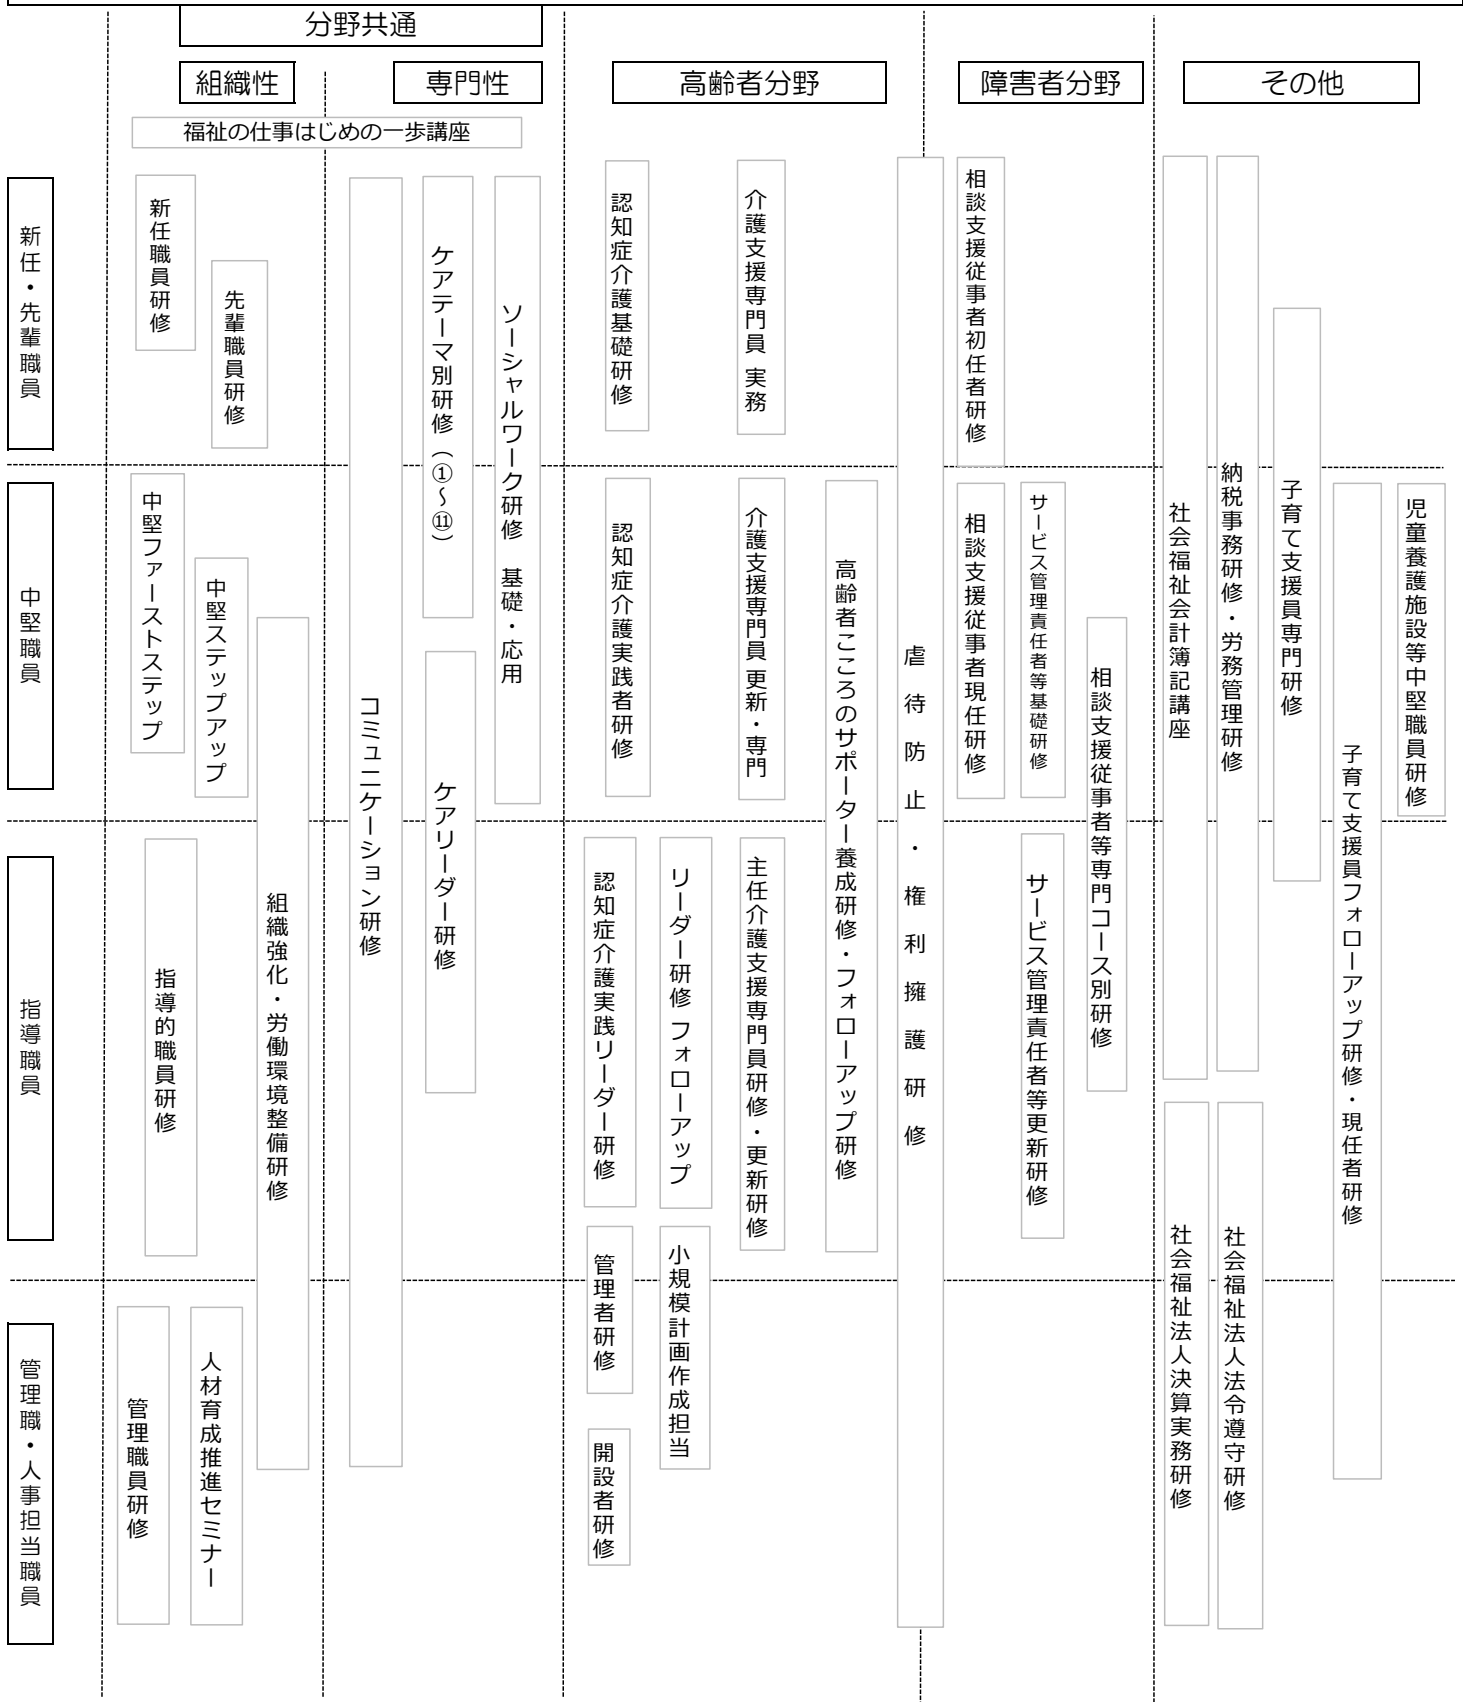 分野共通
組織性
専門性
高齢者分野
障害者分野
その他
福祉の仕事はじめの一歩講座
新任・先輩職員
新任職員研修
先輩職員研修
コミュニケーション研修
ケアテーマ別研修（①～⑪）
ソーシャルワーク研修　基礎・応用
認知症介護基礎研修
介護支援専門員 実務
虐待防止・権利擁護研修
相談支援従事者初任者研修
社会福祉会計簿記講座
納税事務研修・労務管理研修
子育て支援員専門研修
中堅職員
中堅ファーストステップ
中堅ステップアップ
組織強化・労働環境整備研修
ケアリーダー研修
認知症介護実践者研修
介護支援専門員 更新・専門
高齢者こころのサポーター養成研修・フォローアップ研修
相談支援従事者現任研修
サービス管理責任者等基礎研修
相談支援従事者等専門コース別研修
子育て支援員フォローアップ研修・現任者研修
児童養護施設等中堅職員研修
指導職員
指導的職員研修
認知症介護実践リーダー研修
リーダー研修 フォローアップ
主任介護支援専門員研修・更新研修
サービス管理責任者等更新研修
管理者研修
小規模計画作成担当
社会福祉法人決算実務研修
社会福祉法人法令遵守研修
管理職・人事担当職員
管理職員研修
人材育成推進セミナー
開設者研修